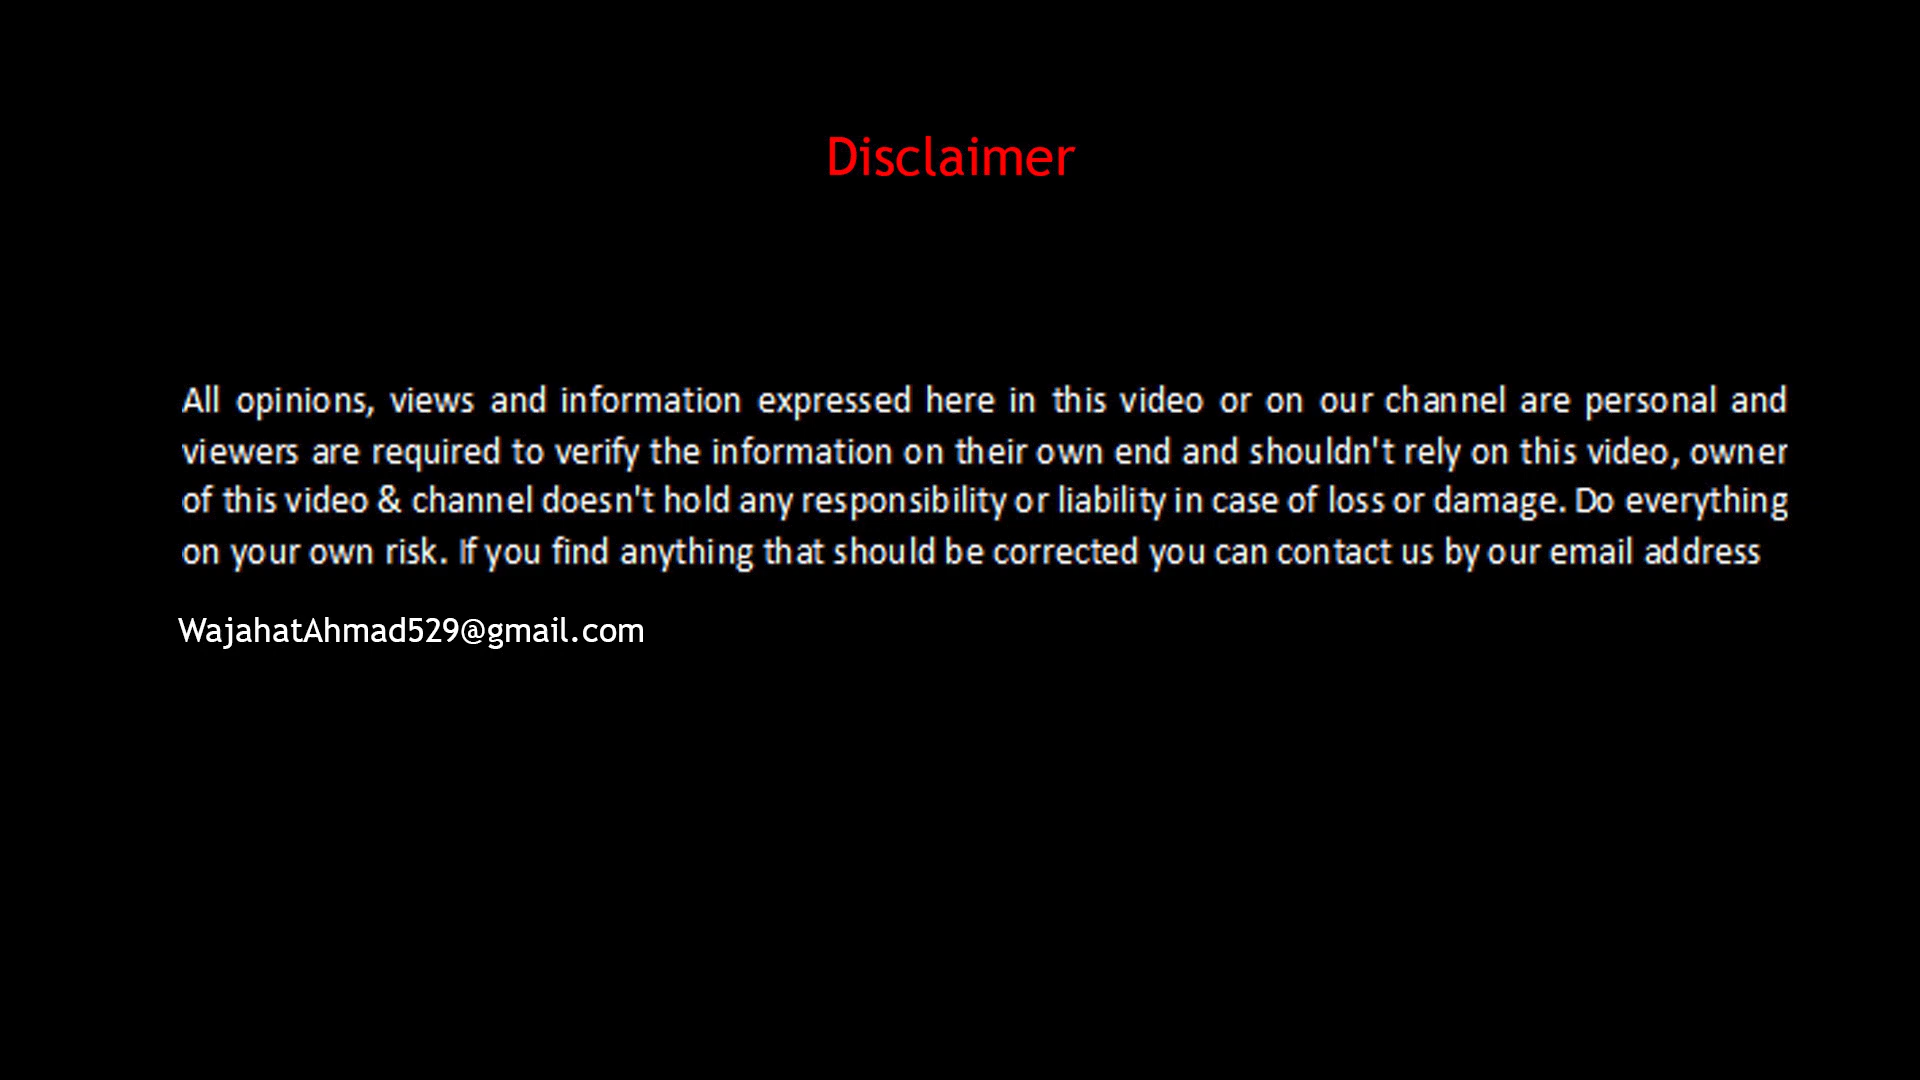 Disclaimer
All opinions, views and information expressed here in this video or on our channel are personal and
viewers are required to verify the information on their own end and shouldn't rely on this video, owner
of this video & channel doesn't hold any responsibility or liability in case of loss or damage. Do everything
on your own risk. If you find anything that should be corrected you can contact us by our email address
WajahatAhmad529@gmail.com